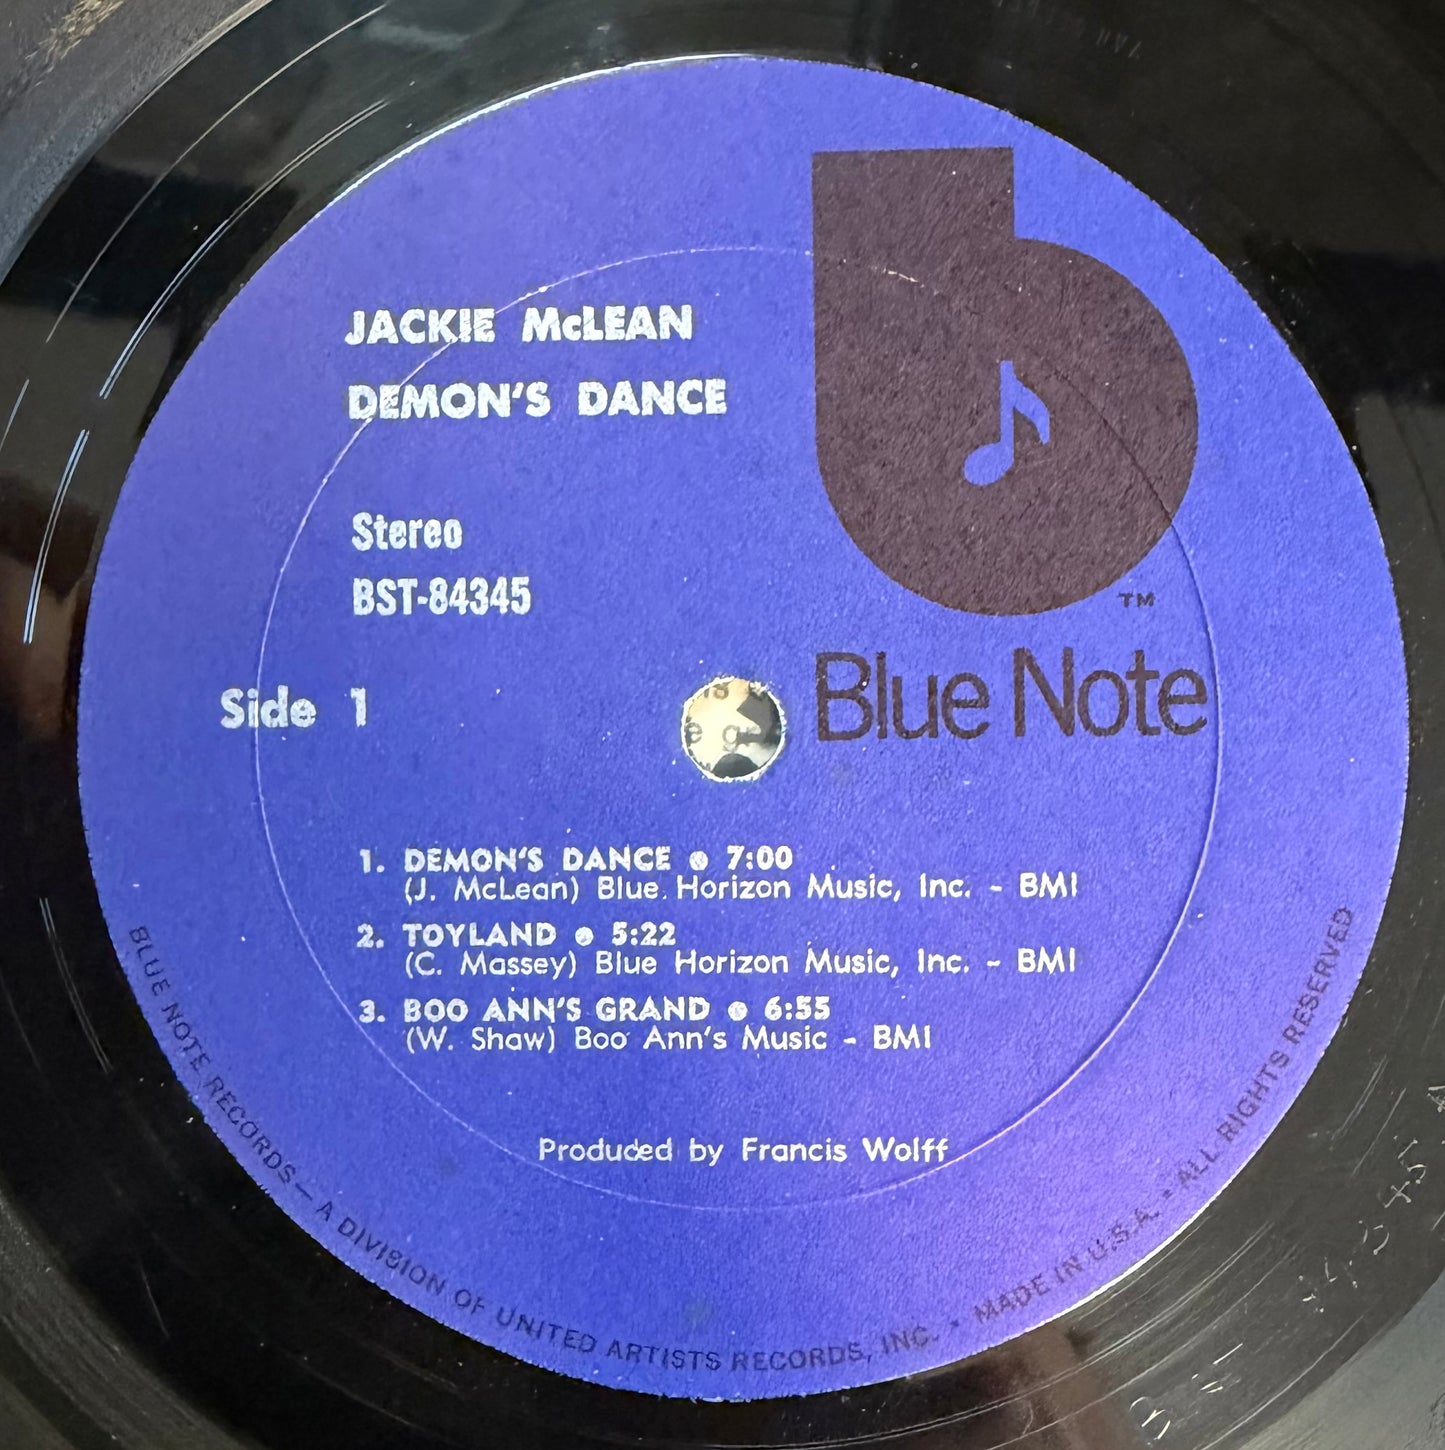 JACKIE McLEAN
DEMON'S DANCE
Stereo
BST-84345
Side 1
TM
Blue Note
1. DEMON'S DANCE ● 7:00
(J. McLean) Blue Horizon Music, Inc. - BMI
2. TOYLAND ● 5:22
(C. Massey) Blue Horizon Music, Inc. - BMI
3. BOO ANN'S GRAND ● 6:55
(W. Shaw) Boo Ann's Music - BMI
Produced by Francis Wolff
BLUE NOTE RECORDS — A DIVISION OF UNITED ARTISTS RECORDS, INC. • MADE IN U.S.A. • ALL RIGHTS RESERVED